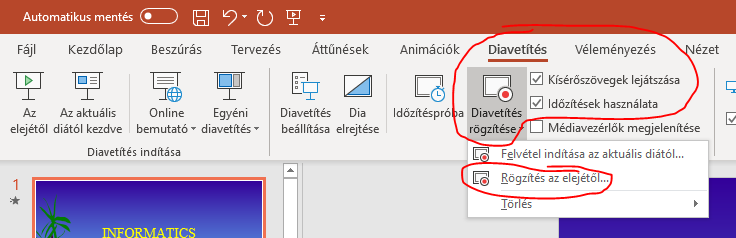 Automatikus mentés
Fájl Kezdőlap Beszúrás Tervezés Áttűnések Animációk Diavetítés Véleményezés Nézet
Az elejétől
Az aktuális diától kezdve
Online bemutató
Egyéni diavetítés
Diavetítés beállítása
Dia elrejtése
Időzítéspróba
Diavetítés rögzítése
Kísérőszövegek lejátszása
Időzítések használata
Médiavezérlők megjelenítése
Diavetítés indítása
Felvétel indítása az aktuális diától...
Rögzítés az elejétől...
Törlés
1
INFORMATICS